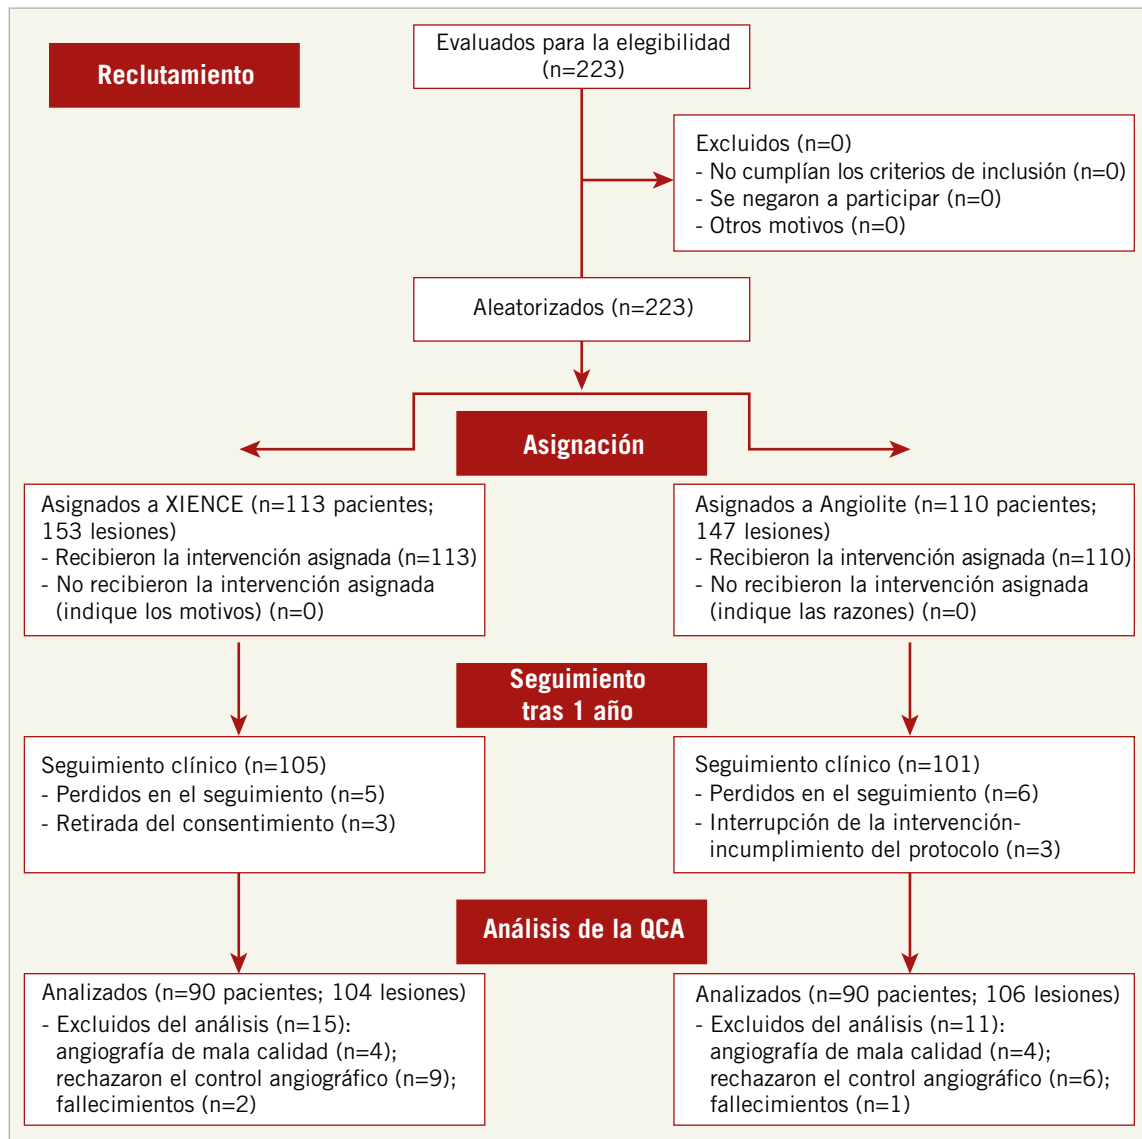 Reclutamiento
Evaluados para la elegibilidad
(n=223)
Excluidos (n=0)
- No cumplían los criterios de inclusión (n=0)
- Se negaron a participar (n=0)
- Otros motivos (n=0)
Aleatorizados (n=223)
Asignación
Asignados a XIENCE (n=113 pacientes;
153 lesiones)
- Recibieron la intervención asignada (n=113)
- No recibieron la intervención asignada
(indique los motivos) (n=0)
Asignados a Angiolite (n=110 pacientes;
147 lesiones)
- Recibieron la intervención asignada (n=110)
- No recibieron la intervención asignada
(indique las razones) (n=0)
Seguimiento
tras 1 año
Seguimiento clínico (n=105)
- Perdidos en el seguimiento (n=5)
- Retirada del consentimiento (n=3)
Seguimiento clínico (n=101)
- Perdidos en el seguimiento (n=6)
- Interrupción de la intervención-
incumplimiento del protocolo (n=3)
Análisis de la QCA
Analizados (n=90 pacientes; 104 lesiones)
- Excluidos del análisis (n=15):
angiografía de mala calidad (n=4);
rechazaron el control angiográfico (n=9);
fallecimientos (n=2)
Analizados (n=90 pacientes; 106 lesiones)
- Excluidos del análisis (n=11):
angiografía de mala calidad (n=4);
rechazaron el control angiográfico (n=6);
fallecimientos (n=1)